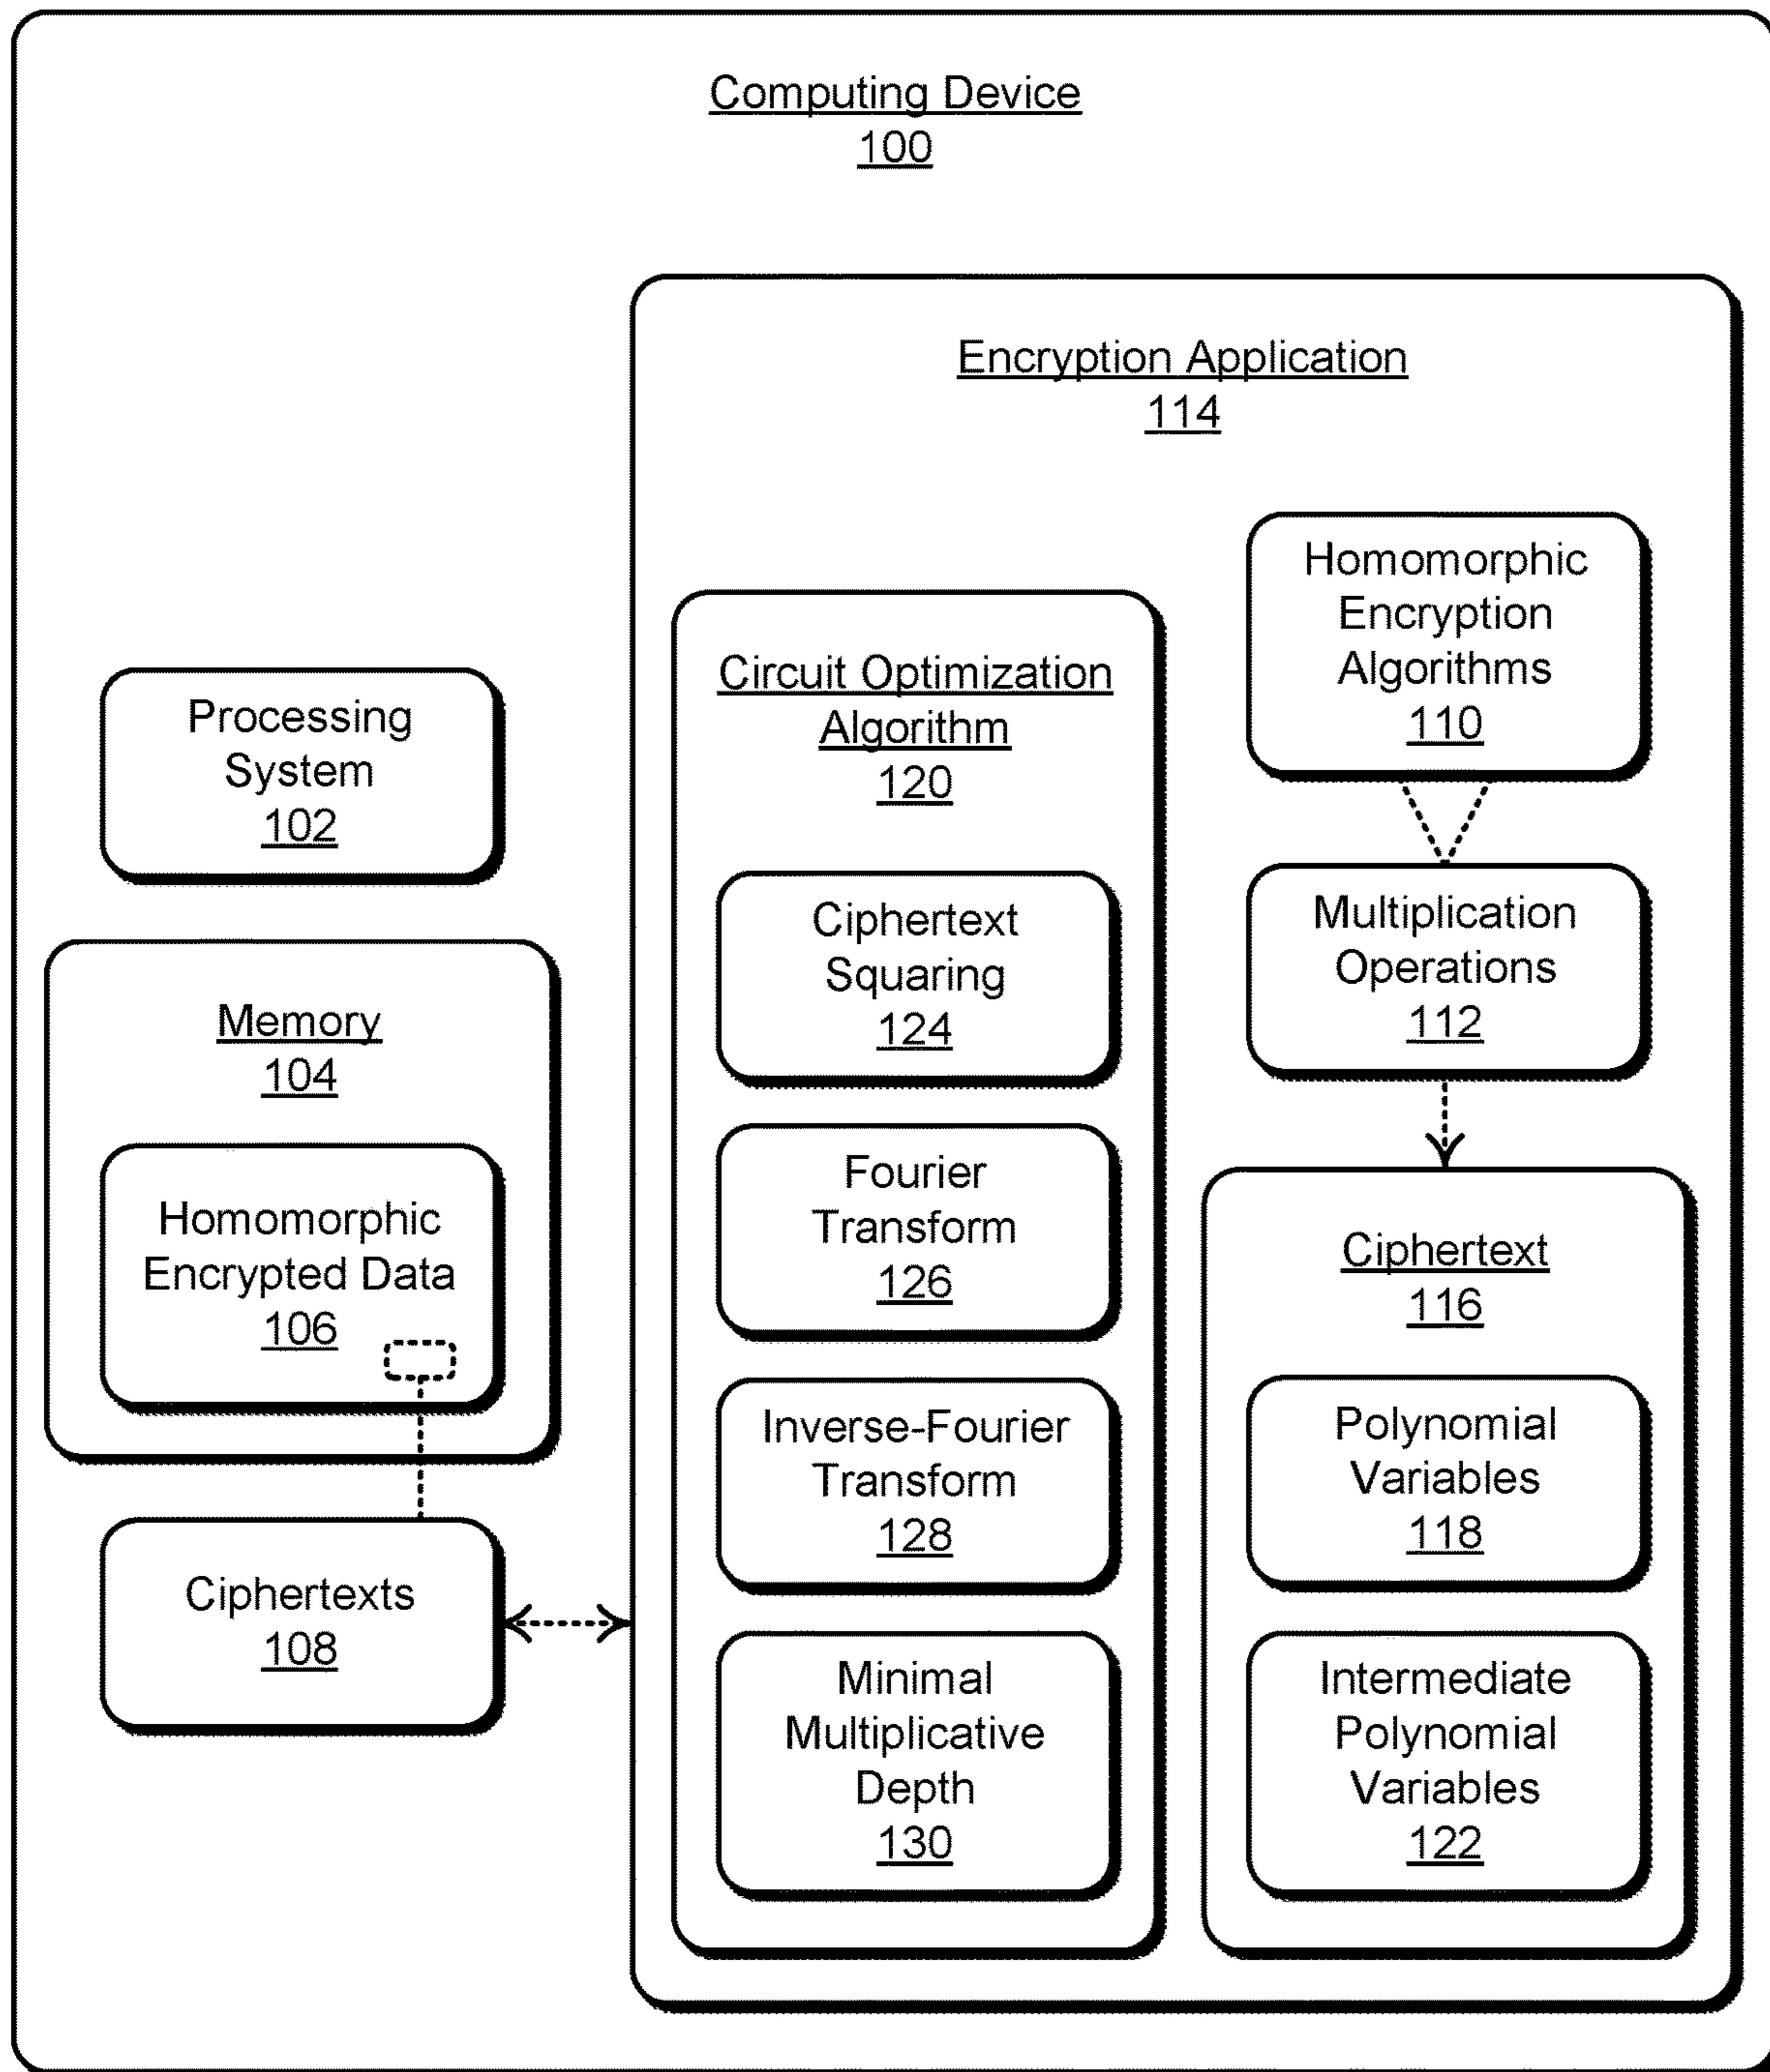 Computing Device
100
Encryption Application
114
Homomorphic
Encryption
Algorithms
110
Circuit Optimization
Algorithm
120
Processing
System
102
Ciphertext
Squaring
124
Multiplication
Operations
112
Memory
104
Homomorphic
Encrypted Data
106
Fourier
Transform
126
Ciphertext
116
Inverse-Fourier
Transform
128
Polynomial
Variables
118
Ciphertexts
108
Minimal
Multiplicative
Depth
130
Intermediate
Polynomial
Variables
122